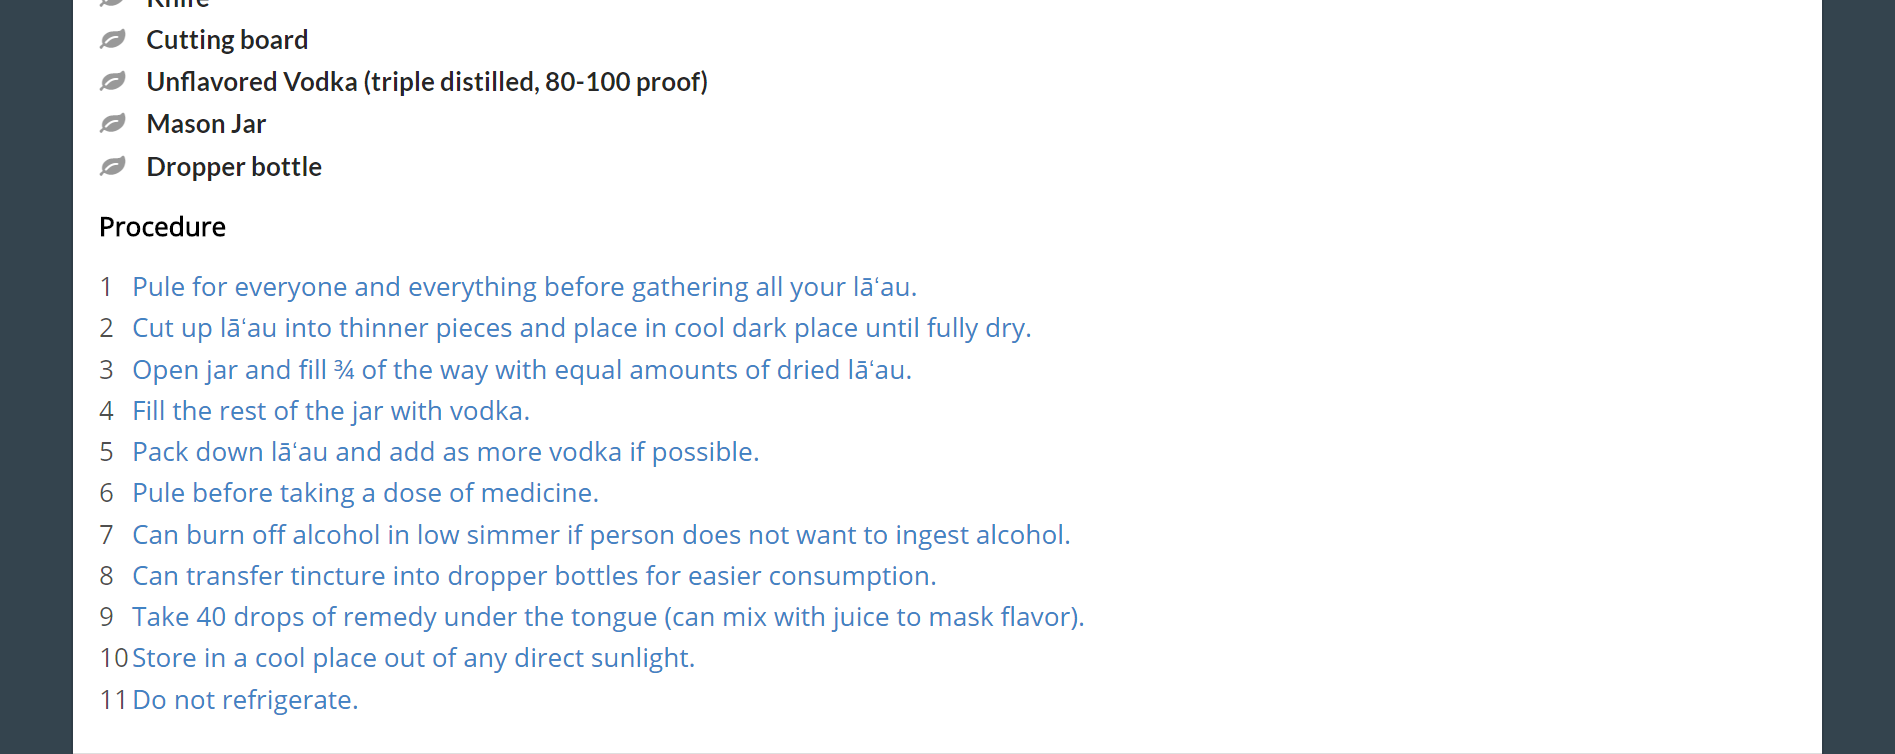 Knife
Cutting board
Unflavored Vodka (triple distilled, 80-100 proof)
Mason Jar
Dropper bottle
Procedure
1 Pule for everyone and everything before gathering all your lāʻau.
2 Cut up lāʻau into thinner pieces and place in cool dark place until fully dry.
3 Open jar and fill ¾ of the way with equal amounts of dried lāʻau.
4 Fill the rest of the jar with vodka.
5 Pack down lāʻau and add as more vodka if possible.
6 Pule before taking a dose of medicine.
7 Can burn off alcohol in low simmer if person does not want to ingest alcohol.
8 Can transfer tincture into dropper bottles for easier consumption.
9 Take 40 drops of remedy under the tongue (can mix with juice to mask flavor).
10 Store in a cool place out of any direct sunlight.
11 Do not refrigerate.